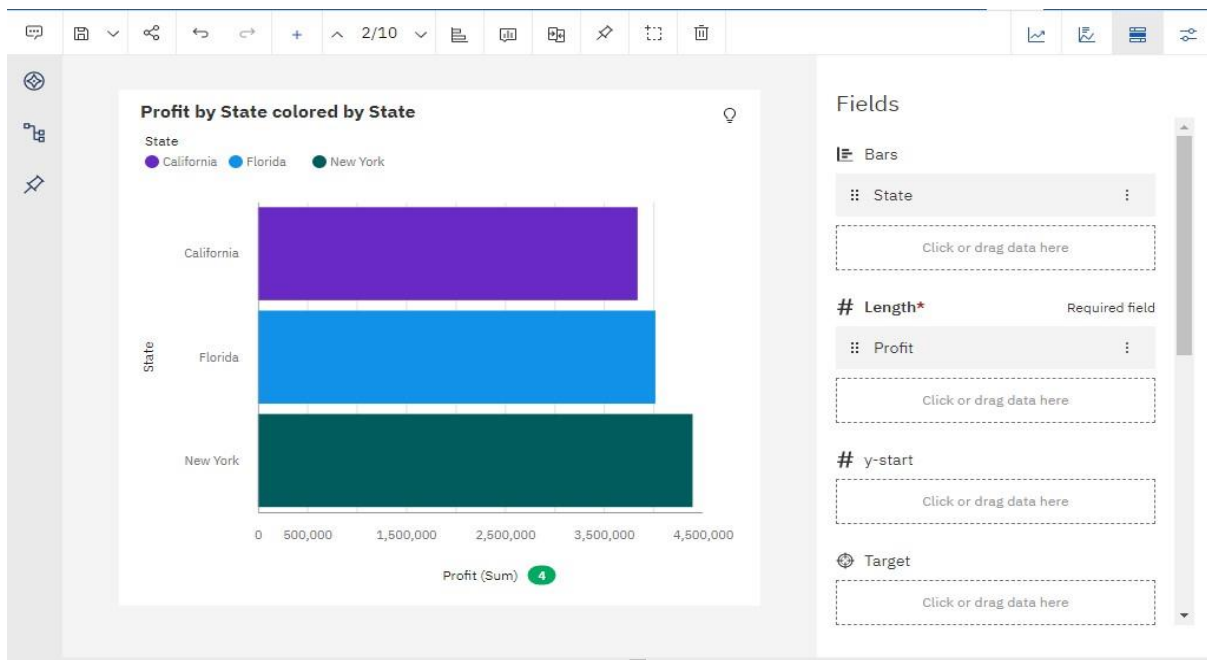 2/10
Profit by State colored by State
State
California Florida New York
California
Florida
New York
State
0 500,000 1,500,000 2,500,000 3,500,000 4,500,000
Profit (Sum) 4
Fields
Bars
State
Click or drag data here
# Length* Required field
Profit
Click or drag data here
# y-start
Click or drag data here
Target
Click or drag data here